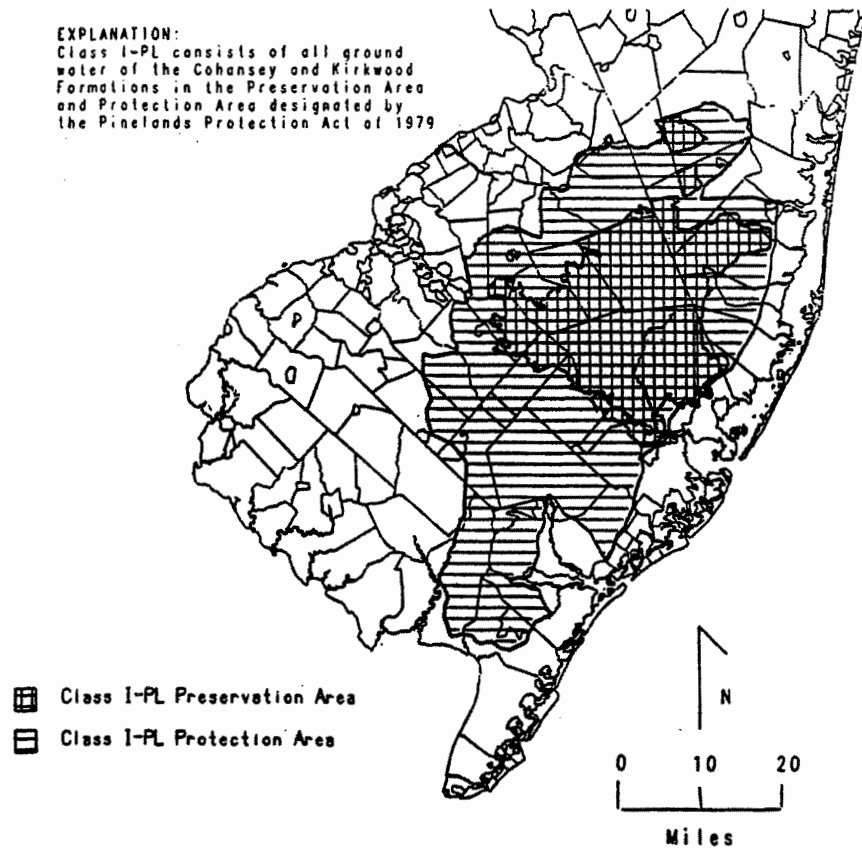 EXPLANATION:
Class I-PL consists of all ground
water of the Cohansey and Kirkwood
Formations in the Preservation Area
and Protection Area designated by
the Pinelands Protection Act of 1979
Class I-PL Preservation Area
Class I-PL Protection Area
N
0 10 20
Miles